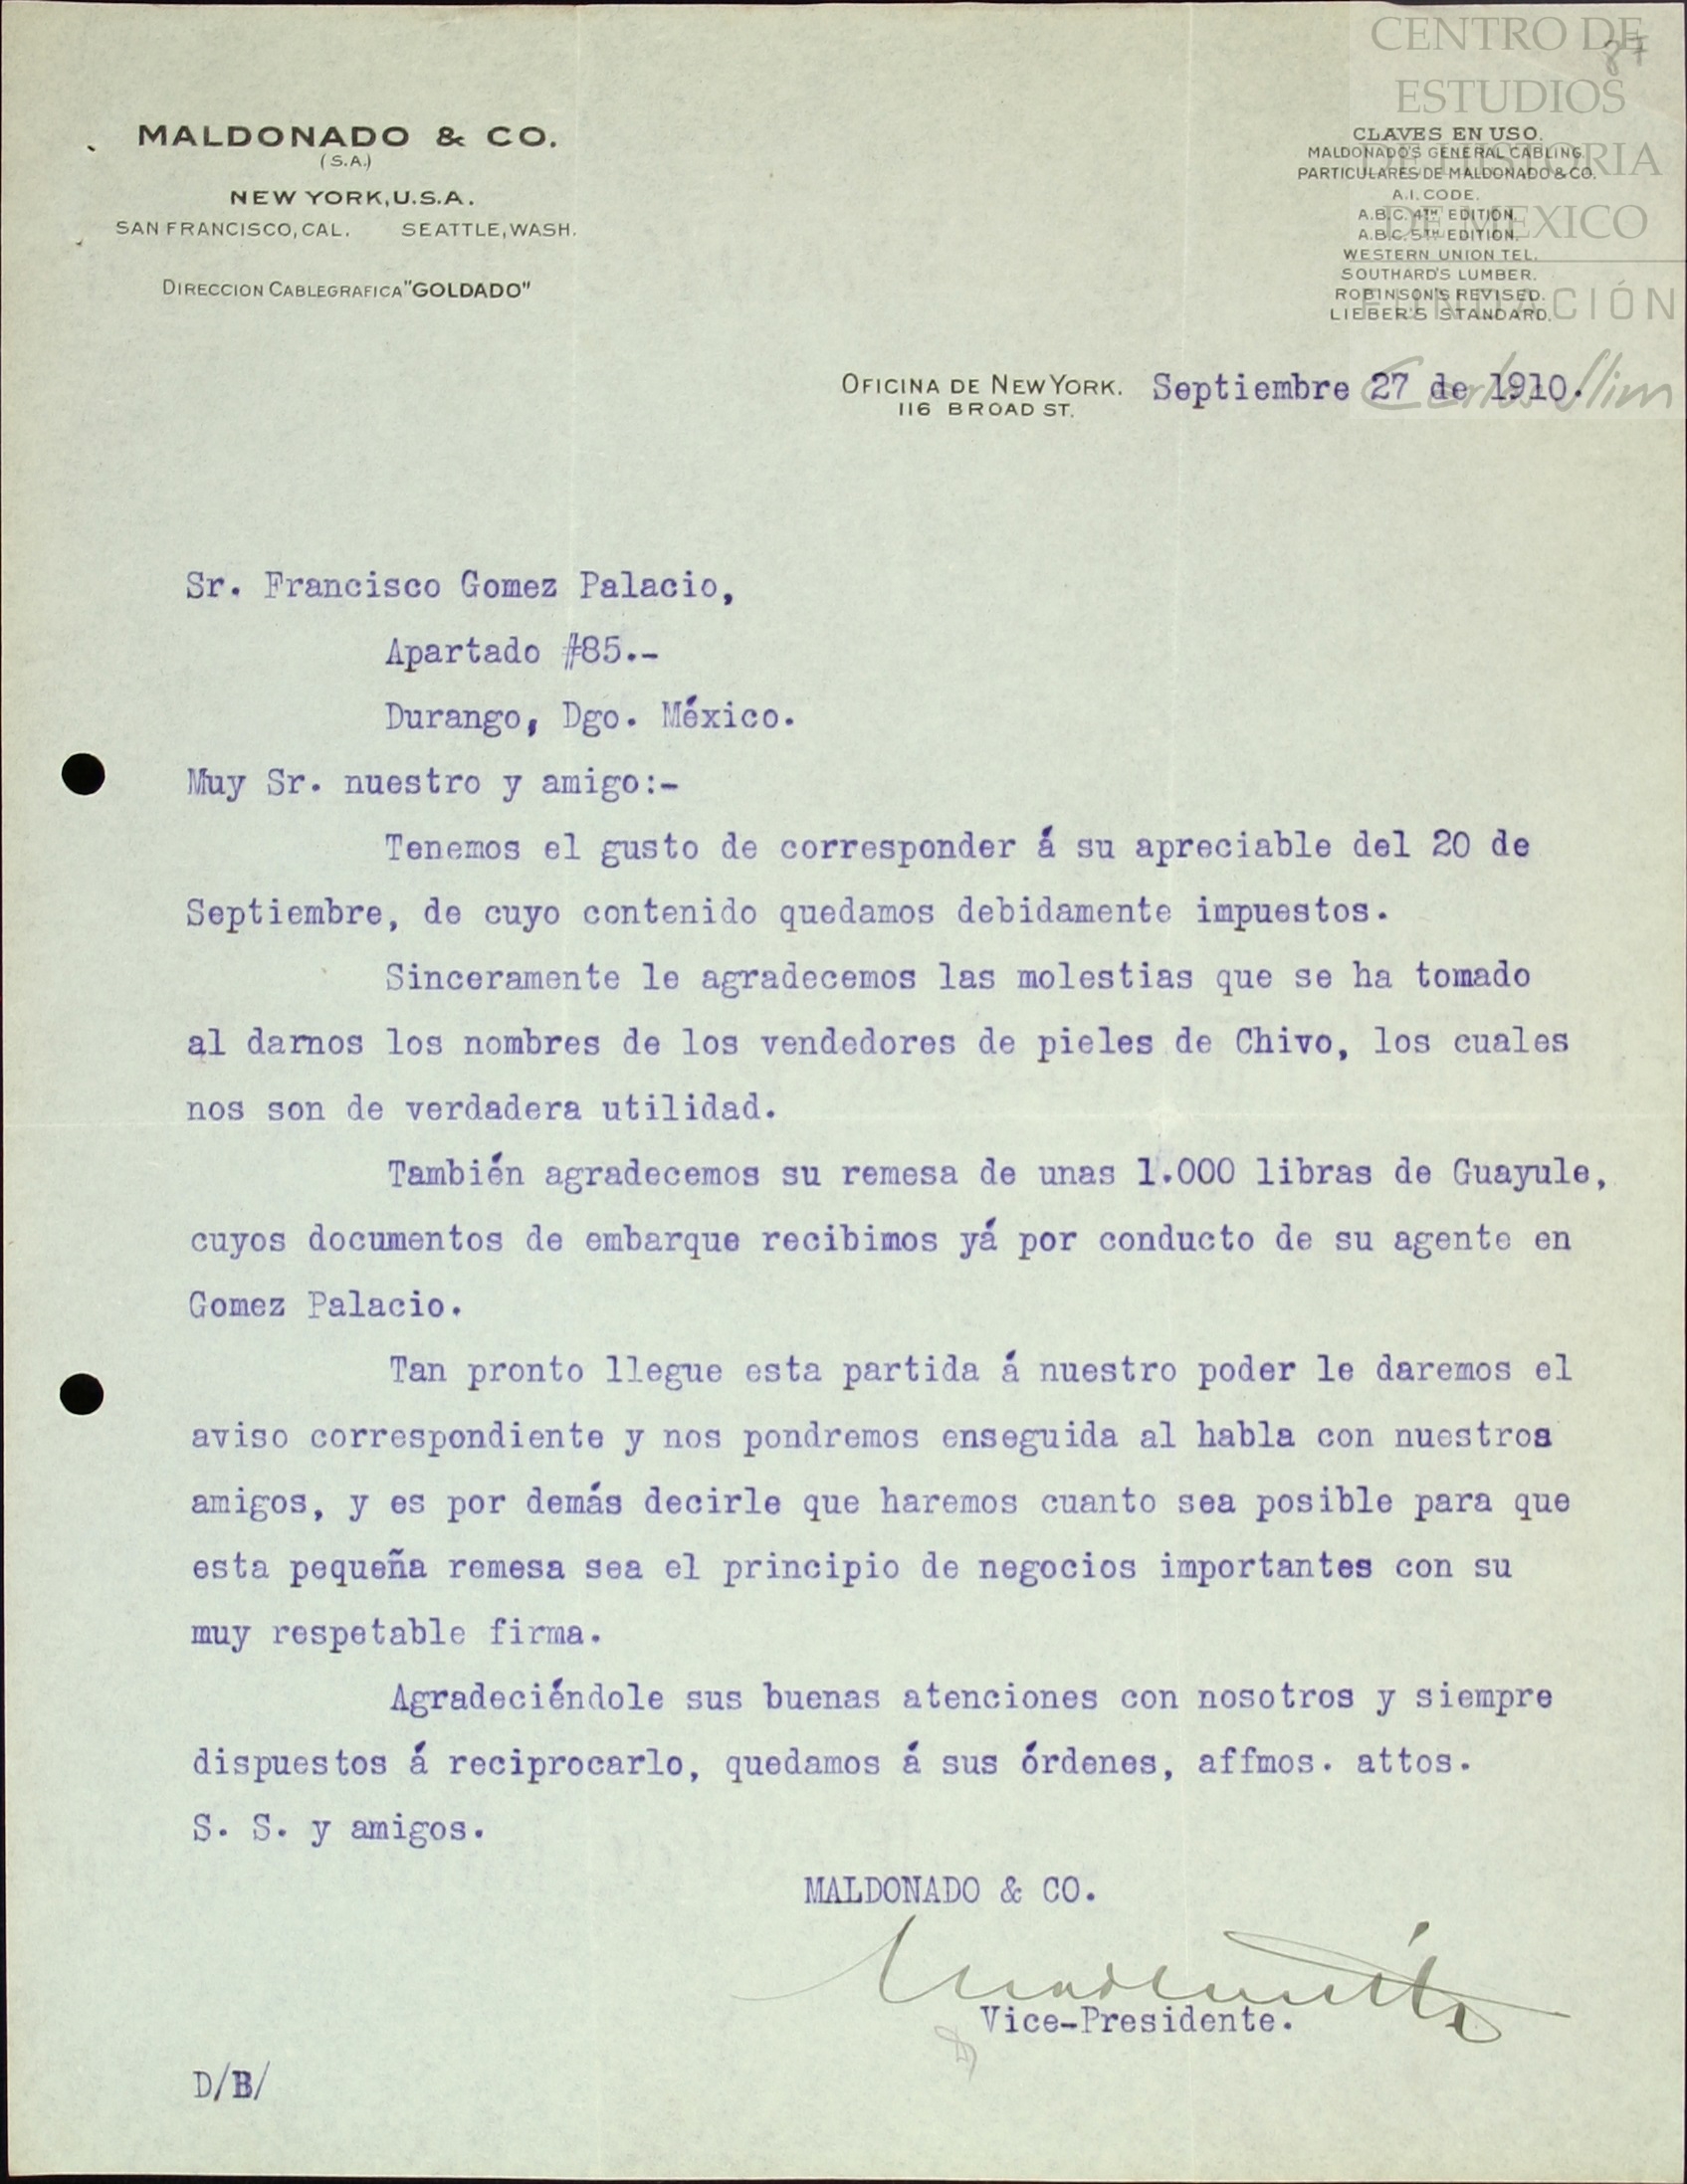 CENTRO DE
ESTUDIOS
DE HISTORIA
DE MEXICO
FUNDACIÓN
Carlos Slim
87
MALDONADO & CO.
(S.A.)
NEW YORK, U.S.A.
SAN FRANCISCO, CAL. SEATTLE, WASH.
DIRECCION CABLEGRAFICA "GOLDADO"
CLAVES EN USO.
MALDONADO'S GENERAL CABLING.
PARTICULARES DE MALDONADO & CO.
A.I. CODE.
A.B.C. 4TH EDITION.
A.B.C. 5TH EDITION.
WESTERN UNION TEL.
SOUTHARD'S LUMBER.
ROBINSON'S REVISED.
LIEBER'S STANDARD.
OFICINA DE NEW YORK. Septiembre 27 de 1910.
116 BROAD ST.
Sr. Francisco Gomez Palacio,
Apartado #85.-
Durango, Dgo. México.
Muy Sr. nuestro y amigo:-
Tenemos el gusto de corresponder á su apreciable del 20 de
Septiembre, de cuyo contenido quedamos debidamente impuestos.
Sinceramente le agradecemos las molestias que se ha tomado
al darnos los nombres de los vendedores de pieles de Chivo, los cuales
nos son de verdadera utilidad.
También agradecemos su remesa de unas 1.000 libras de Guayule,
cuyos documentos de embarque recibimos yá por conducto de su agente en
Gomez Palacio.
Tan pronto llegue esta partida á nuestro poder le daremos el
aviso correspondiente y nos pondremos enseguida al habla con nuestros
amigos, y es por demás decirle que haremos cuanto sea posible para que
esta pequeña remesa sea el principio de negocios importantes con su
muy respetable firma.
Agradeciéndole sus buenas atenciones con nosotros y siempre
dispuestos á reciprocarlo, quedamos á sus órdenes, affmos. attos.
S. S. y amigos.
MALDONADO & CO.
Vice-Presidente.
D/B/